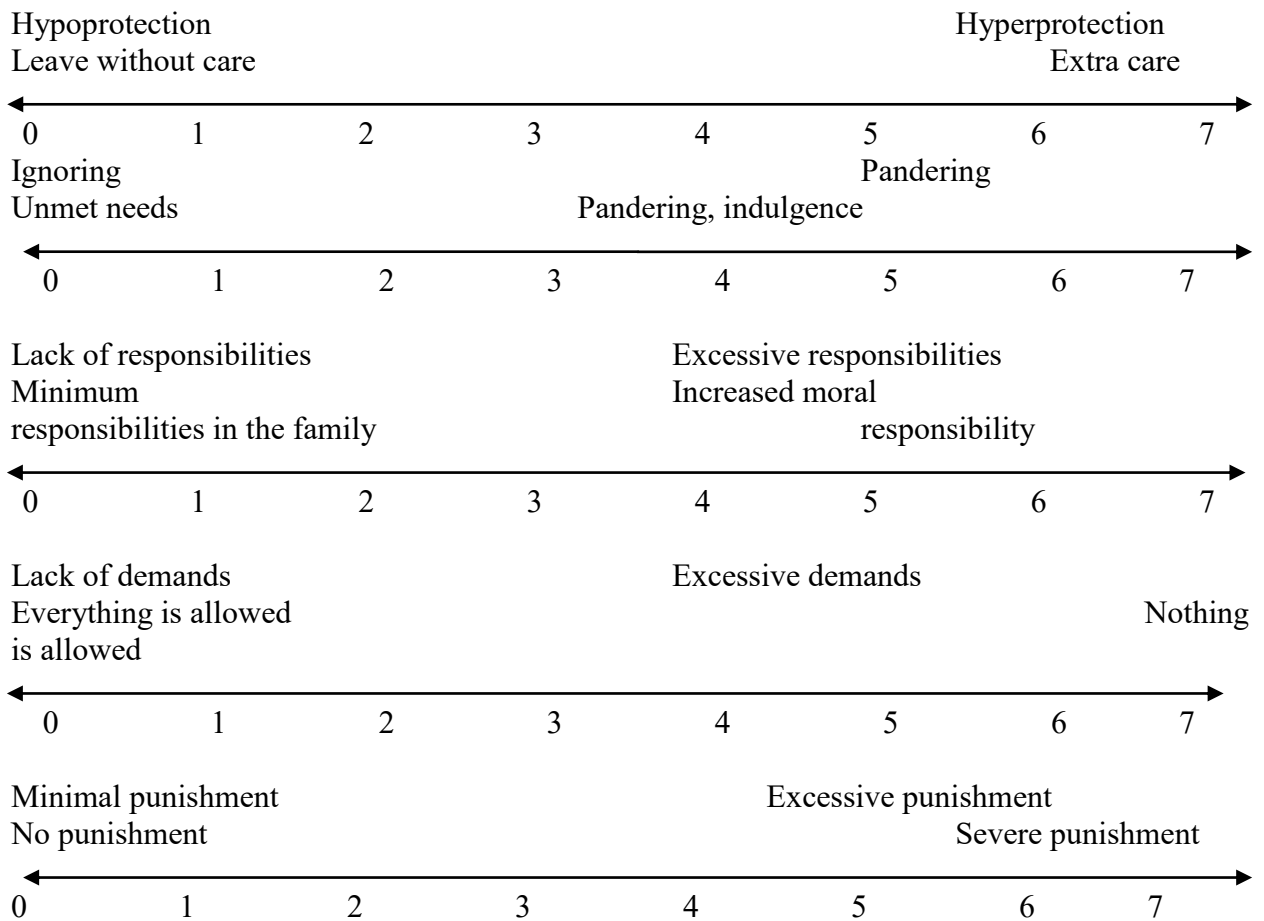 Hypoprotection Hyperprotection
Leave without care Extra care
0 1 2 3 4 5 6 7
Ignoring Pandering
Unmet needs Pandering, indulgence
0 1 2 3 4 5 6 7
Lack of responsibilities Excessive responsibilities
Minimum Increased moral
responsibilities in the family responsibility
0 1 2 3 4 5 6 7
Lack of demands Excessive demands
Everything is allowed Nothing
is allowed
0 1 2 3 4 5 6 7
Minimal punishment Excessive punishment
No punishment Severe punishment
0 1 2 3 4 5 6 7